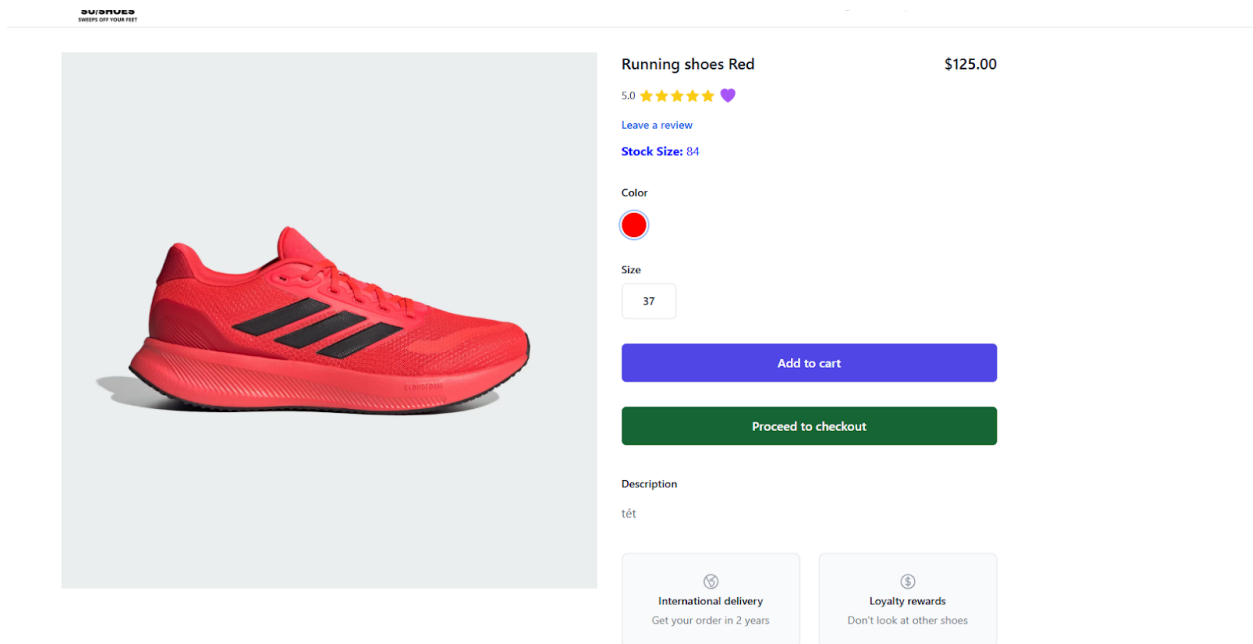 SU/SHOES
SWEEPS OFF YOUR FEET
Running shoes Red
$125.00
5.0
Leave a review
Stock Size: 84
Color
Size
37
Add to cart
Proceed to checkout
Description
tét
International delivery
Get your order in 2 years
Loyalty rewards
Don't look at other shoes